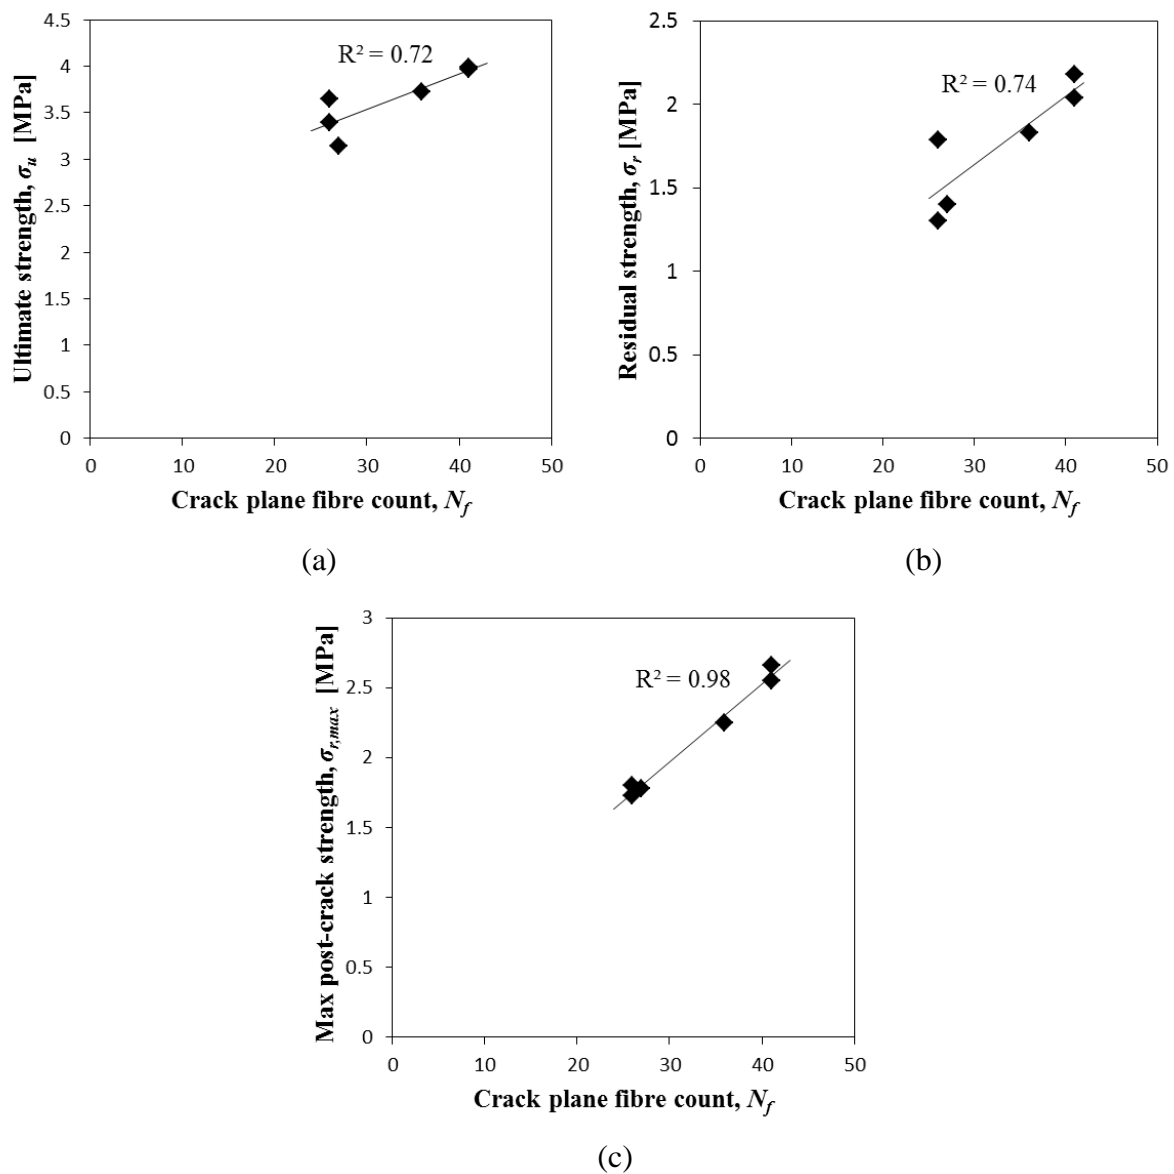 Ultimate strength, σu [MPa]
4.5
4
3.5
3
2.5
2
1.5
1
0.5
0
R² = 0.72
0 10 20 30 40 50
Crack plane fibre count, Nf
(a)
Residual strength, σr [MPa]
2.5
2
1.5
1
0.5
0
R² = 0.74
0 10 20 30 40 50
Crack plane fibre count, Nf
(b)
Max post-crack strength, σr,max [MPa]
3
2.5
2
1.5
1
0.5
0
R² = 0.98
0 10 20 30 40 50
Crack plane fibre count, Nf
(c)